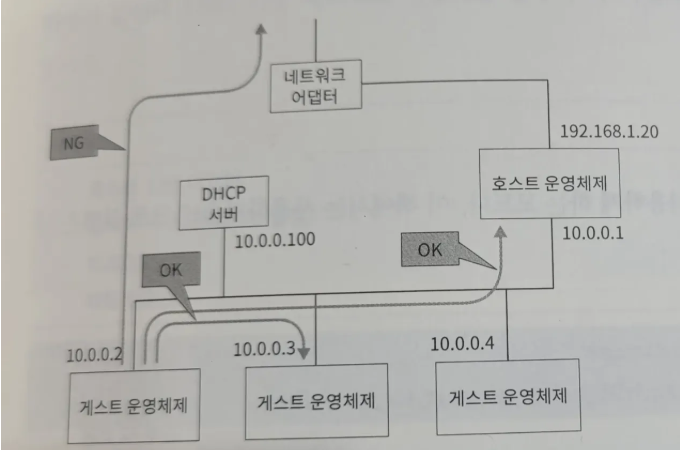 네트워크
어댑터
NG
192.168.1.20
호스트 운영체제
DHCP
서버
10.0.0.100
10.0.0.1
OK
OK
10.0.0.2
10.0.0.3
10.0.0.4
게스트 운영체제
게스트 운영체제
게스트 운영체제